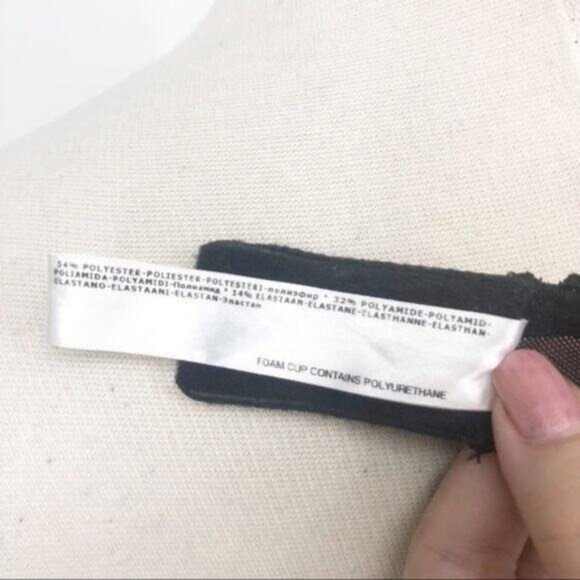 54% POLYESTER-POLIESTER-POLYESTERI-полиэфир * 32% POLYAMIDE-POLYAMID-
POLIAMIDA-POLYAMIDI-Полиамид * 14% ELASTAAN-ELASTANE-ELASTHANNE-ELASTHAN-
ELASTANO-ELASTAANI-ELASTAN-Эластан
FOAM CUP CONTAINS POLYURETHANE